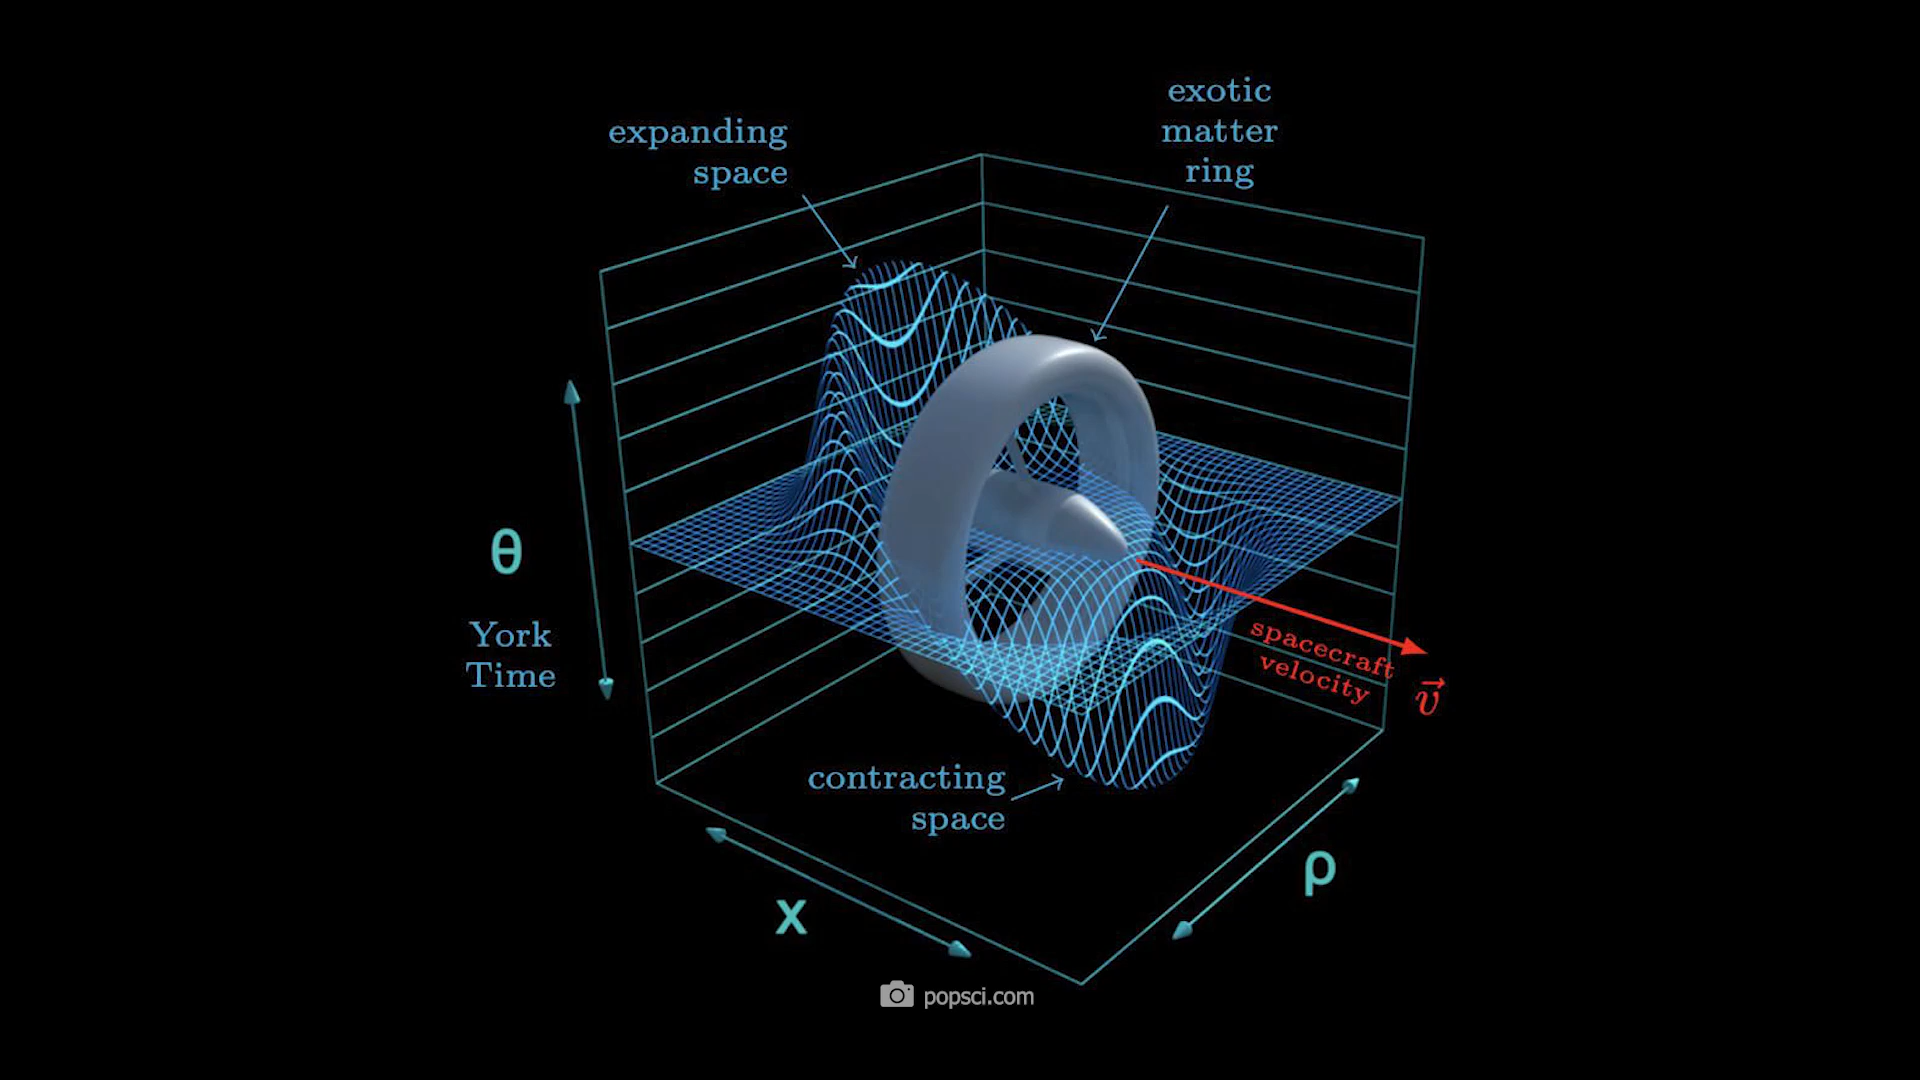 exotic
matter
ring
expanding
space
θ
York
Time
spacecraft
velocity
v⃗
contracting
space
ρ
x
popsci.com